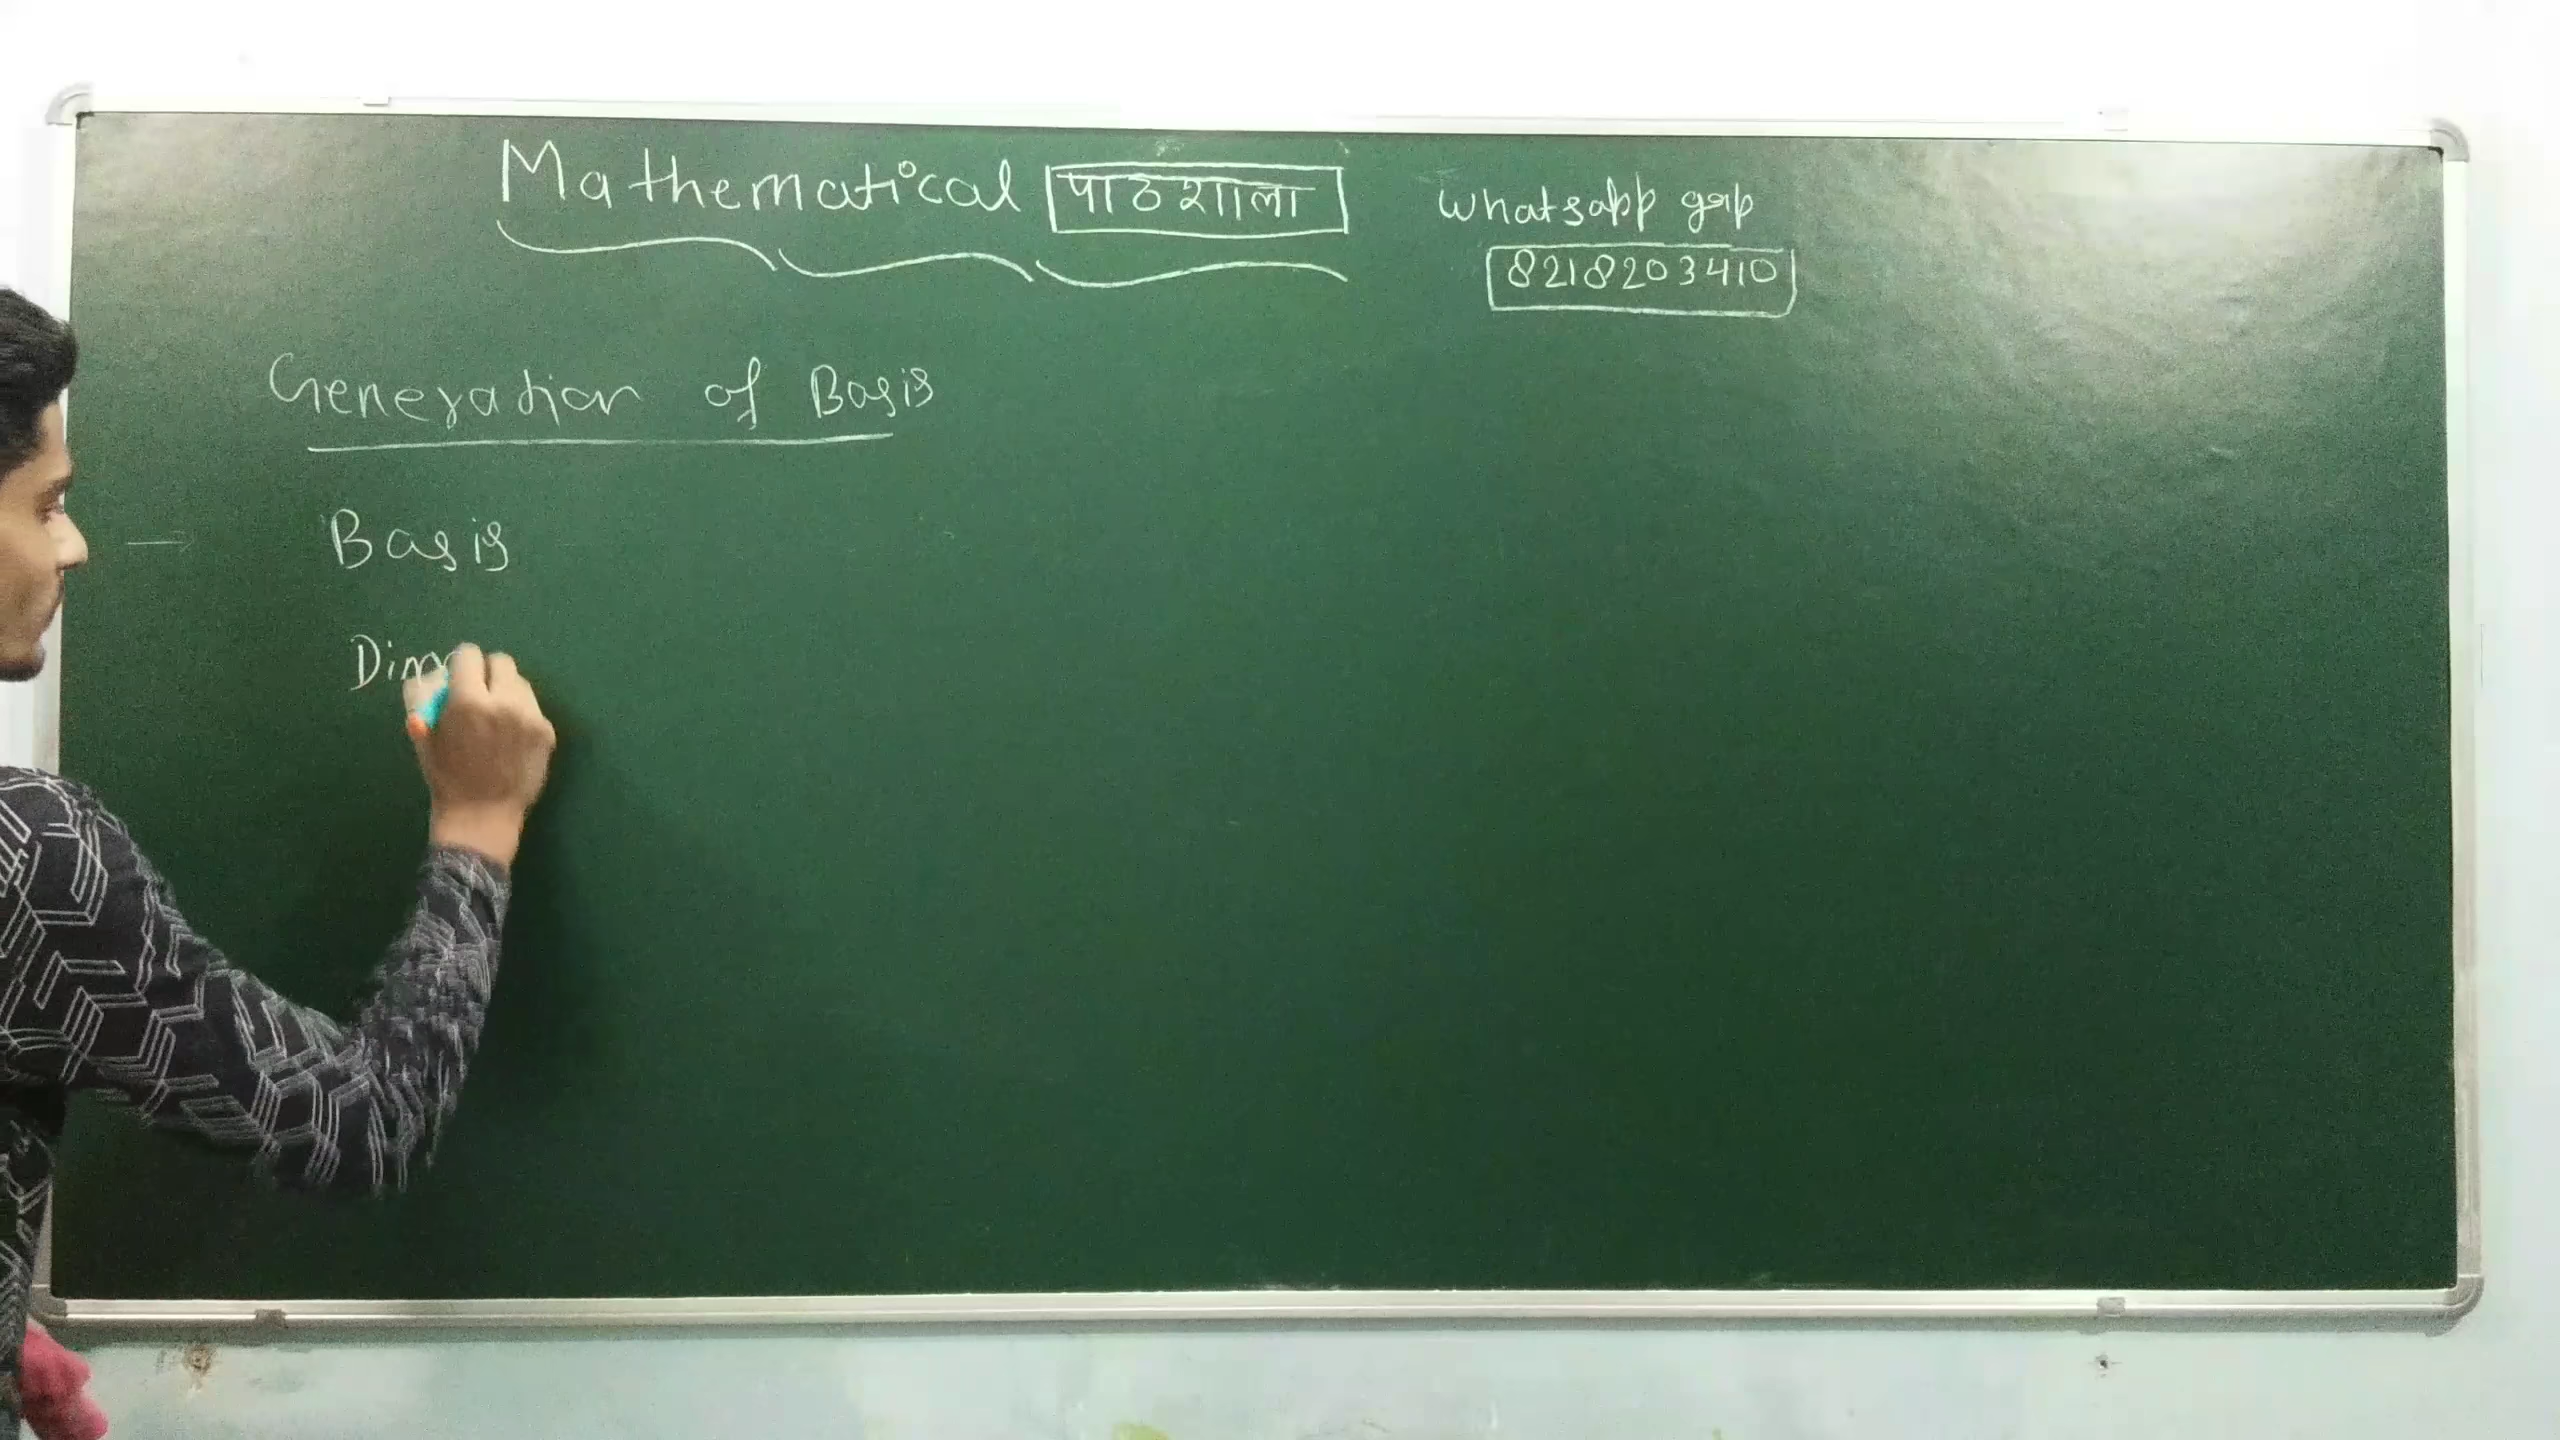 Mathematical पाठशाला
whatsapp grp
8218203410
Generation of Basis
Basis
Dim